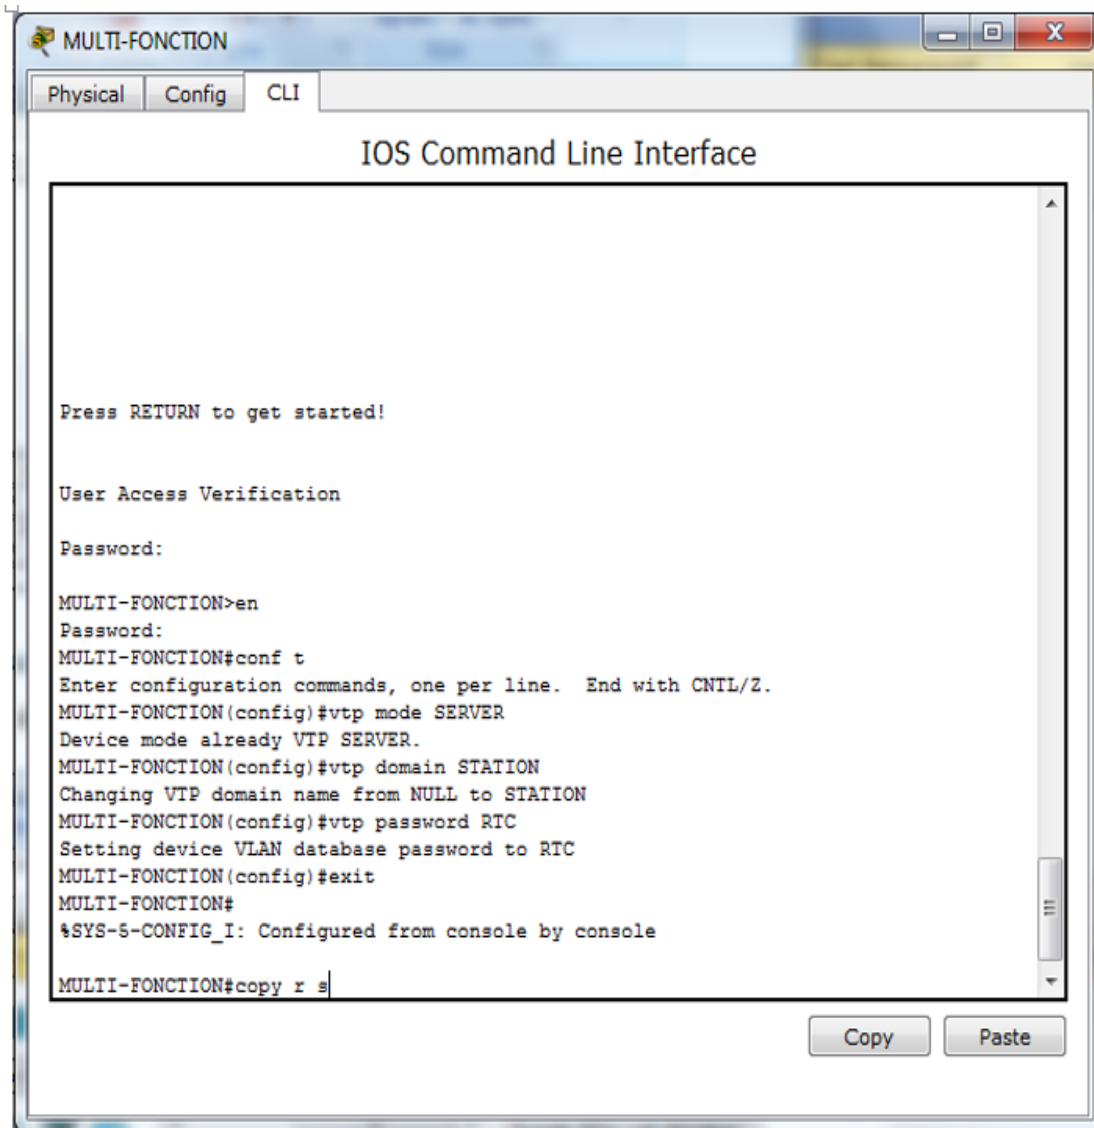 MULTI-FONCTION
Physical Config CLI
IOS Command Line Interface
Press RETURN to get started!
User Access Verification
Password:
MULTI-FONCTION>en
Password:
MULTI-FONCTION#conf t
Enter configuration commands, one per line.  End with CNTL/Z.
MULTI-FONCTION(config)#vtp mode SERVER
Device mode already VTP SERVER.
MULTI-FONCTION(config)#vtp domain STATION
Changing VTP domain name from NULL to STATION
MULTI-FONCTION(config)#vtp password RTC
Setting device VLAN database password to RTC
MULTI-FONCTION(config)#exit
MULTI-FONCTION#
%SYS-5-CONFIG_I: Configured from console by console
MULTI-FONCTION#copy r s
Copy Paste